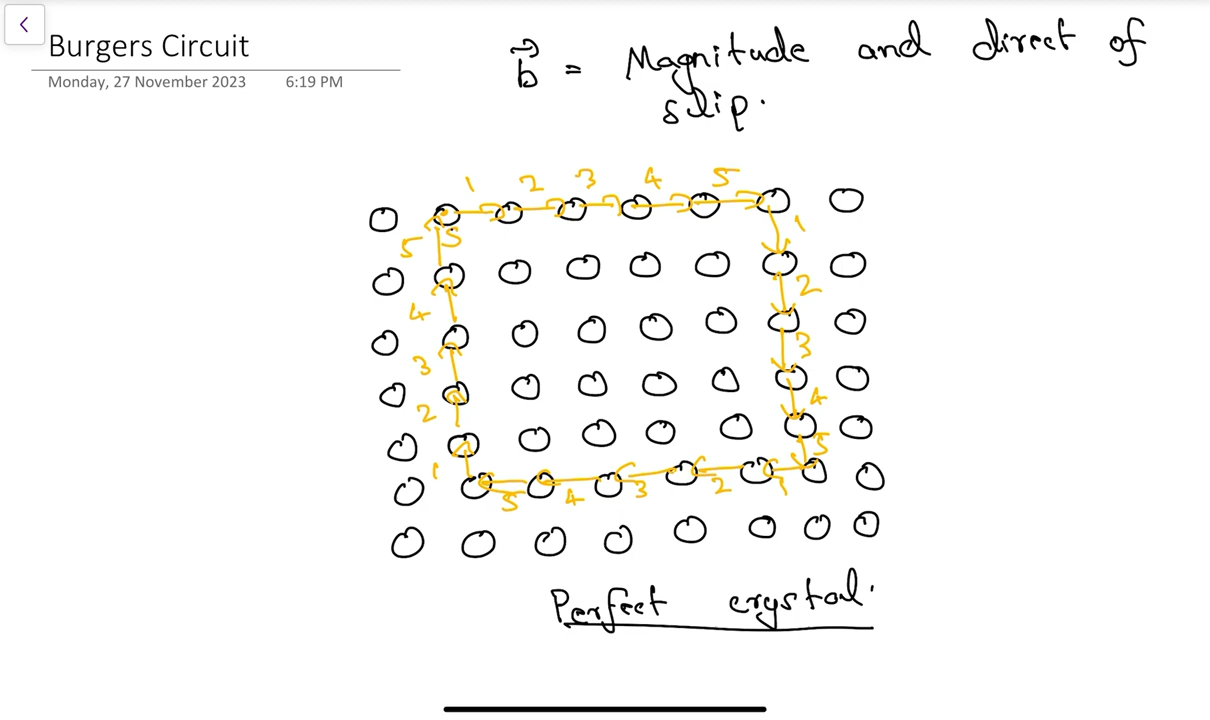 Burgers Circuit
Monday, 27 November 2023 6:19 PM
b⃗ = Magnitude and direct of
slip.
1 2 3 4 5
5 S 1
4 2
3 3
2 4
1 5
5 4 3 2 1
Perfect crystal.